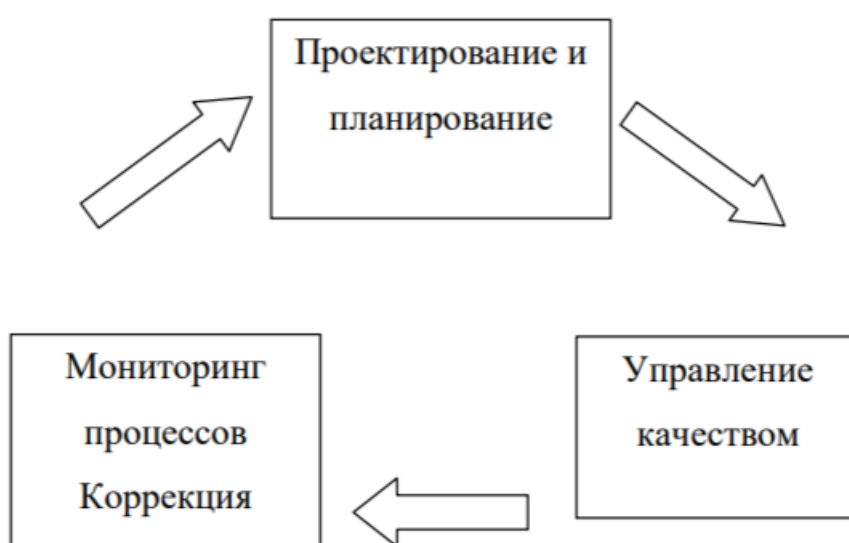 Проектирование и
планирование
Мониторинг
процессов
Коррекция
Управление
качеством